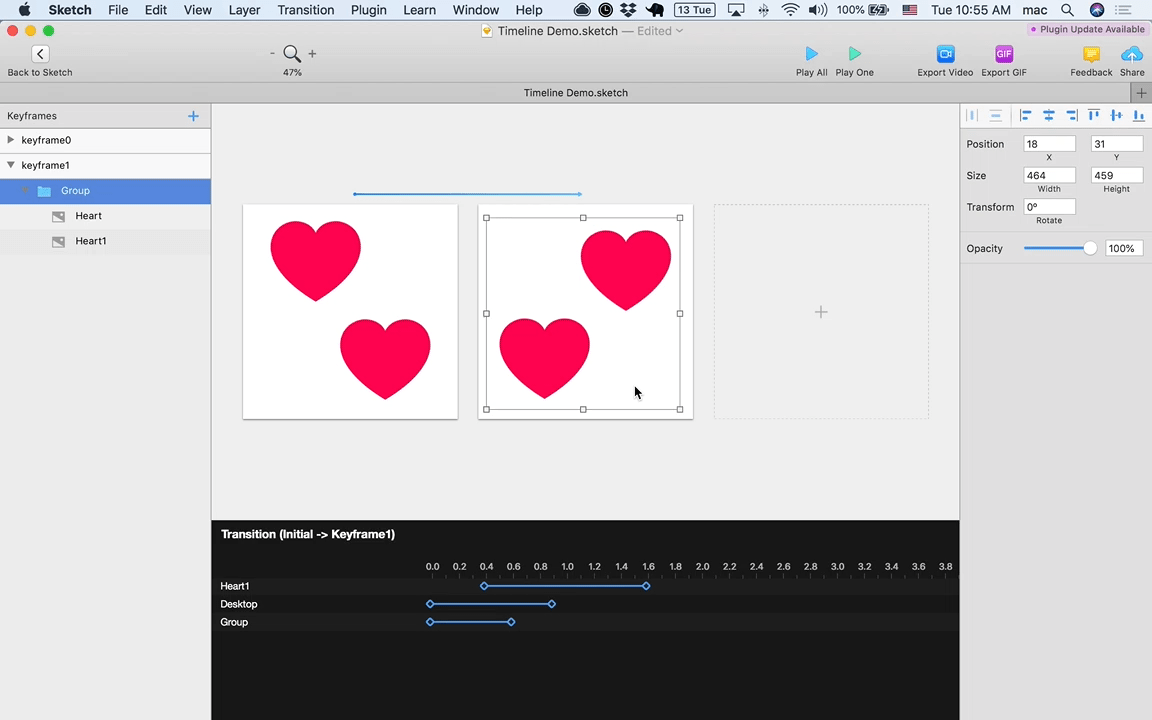 Sketch File Edit View Layer Transition Plugin Learn Window Help 13 Tue 100% Tue 10:55 AM mac
Timeline Demo.sketch — Edited
Plugin Update Available
Back to Sketch
- +
47%
Play All Play One Export Video Export GIF Feedback Share
GIF
Timeline Demo.sketch
Keyframes +
keyframe0
keyframe1
Group
Heart
Heart1
+
Position 18 31
X Y
Size 464 459
Width Height
Transform 0º
Rotate
Opacity 100%
Transition (Initial -> Keyframe1)
0.0 0.2 0.4 0.6 0.8 1.0 1.2 1.4 1.6 1.8 2.0 2.2 2.4 2.6 2.8 3.0 3.2 3.4 3.6 3.8
Heart1
Desktop
Group